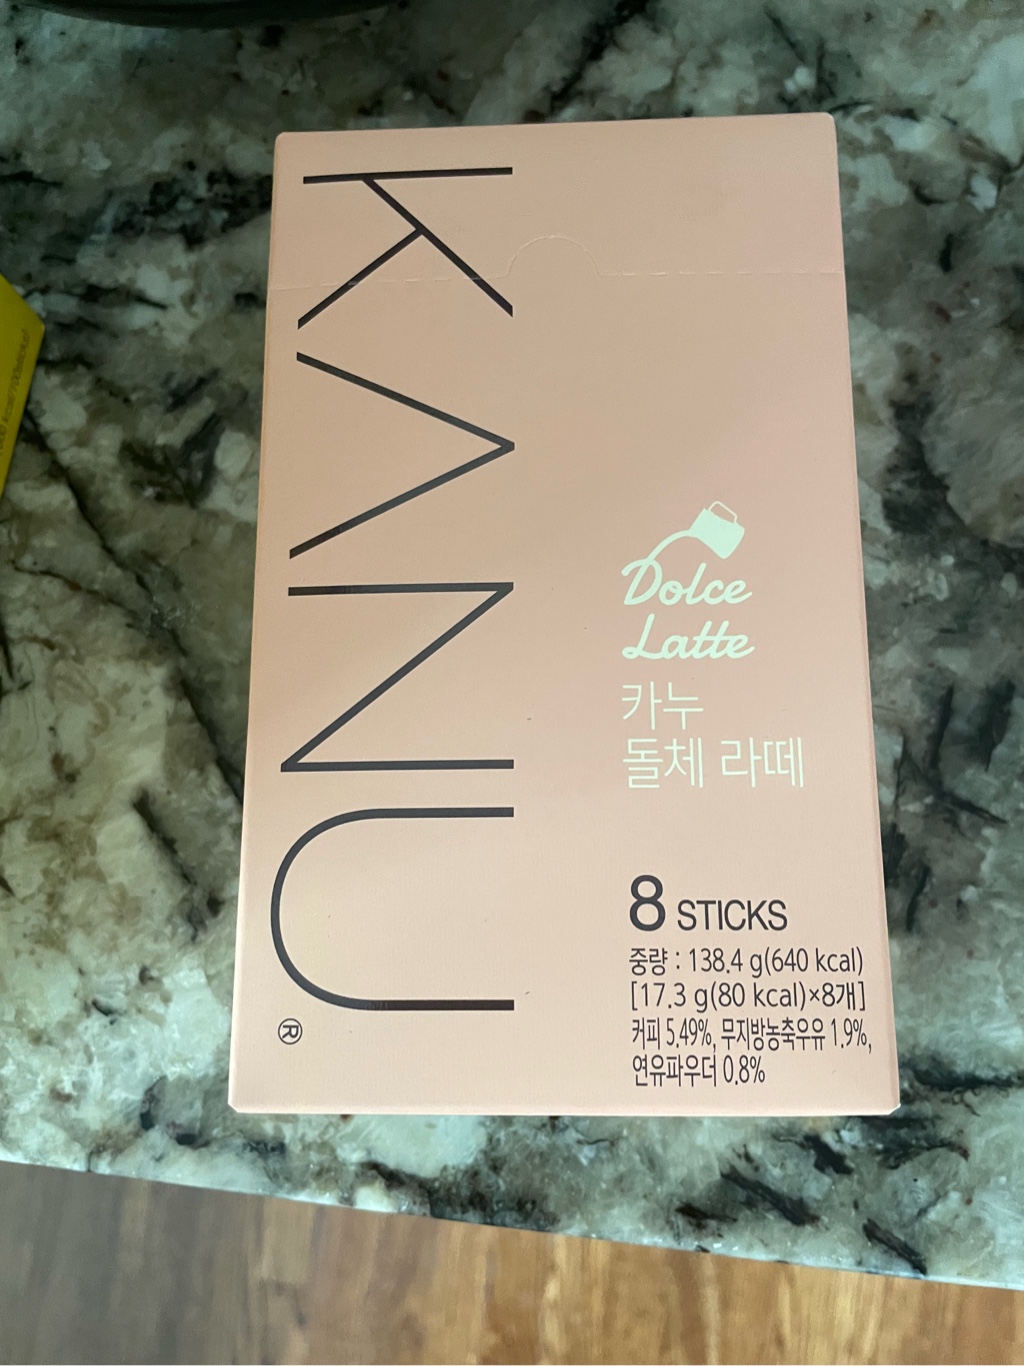 KANU®
Dolce
Latte
카누
돌체 라떼
8 STICKS
중량 : 138.4 g(640 kcal)
[17.3 g(80 kcal)×8개]
커피 5.49%, 무지방농축우유 1.9%,
연유파우더 0.8%